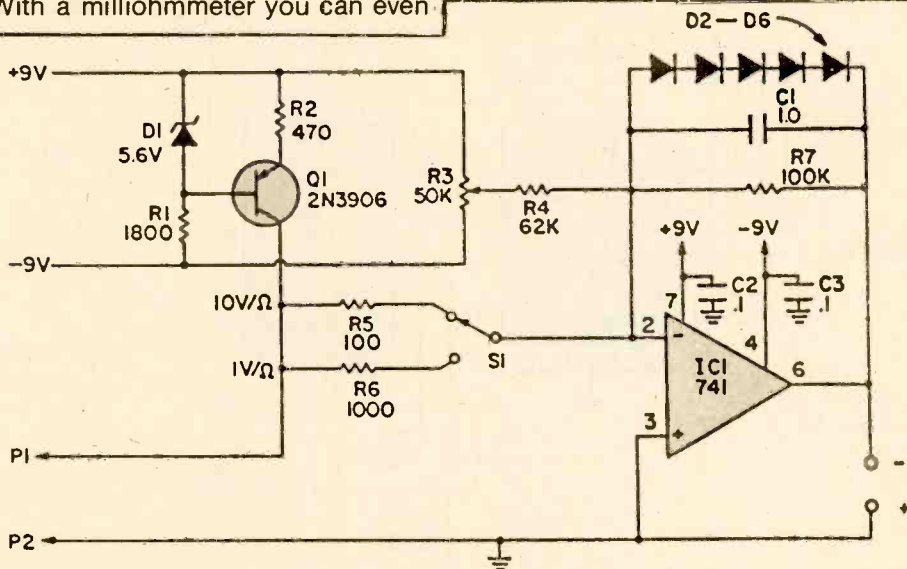 With a milliohmmeter you can even
D2—D6
+9V
R2
470
C1
1.0
D1
5.6V
Q1
2N3906
R3
50K
R7
100K
R4
62K
R1
1800
+9V
-9V
-9V
C2
.1
C3
.1
10V/Ω
R5
100
7
4
2
-
S1
IC1
741
6
1V/Ω
R6
1000
3
+
P1
-
+
P2